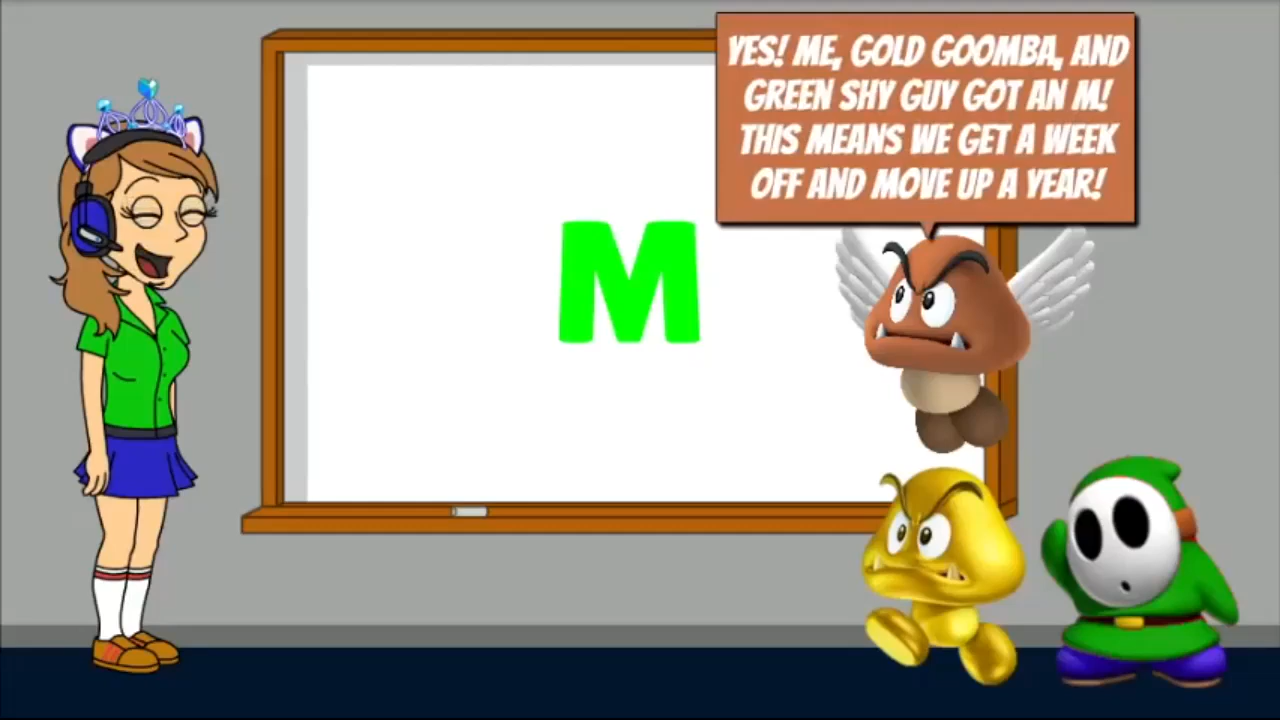 YES! ME, GOLD GOOMBA, AND
GREEN SHY GUY GOT AN M!
THIS MEANS WE GET A WEEK
OFF AND MOVE UP A YEAR!
M